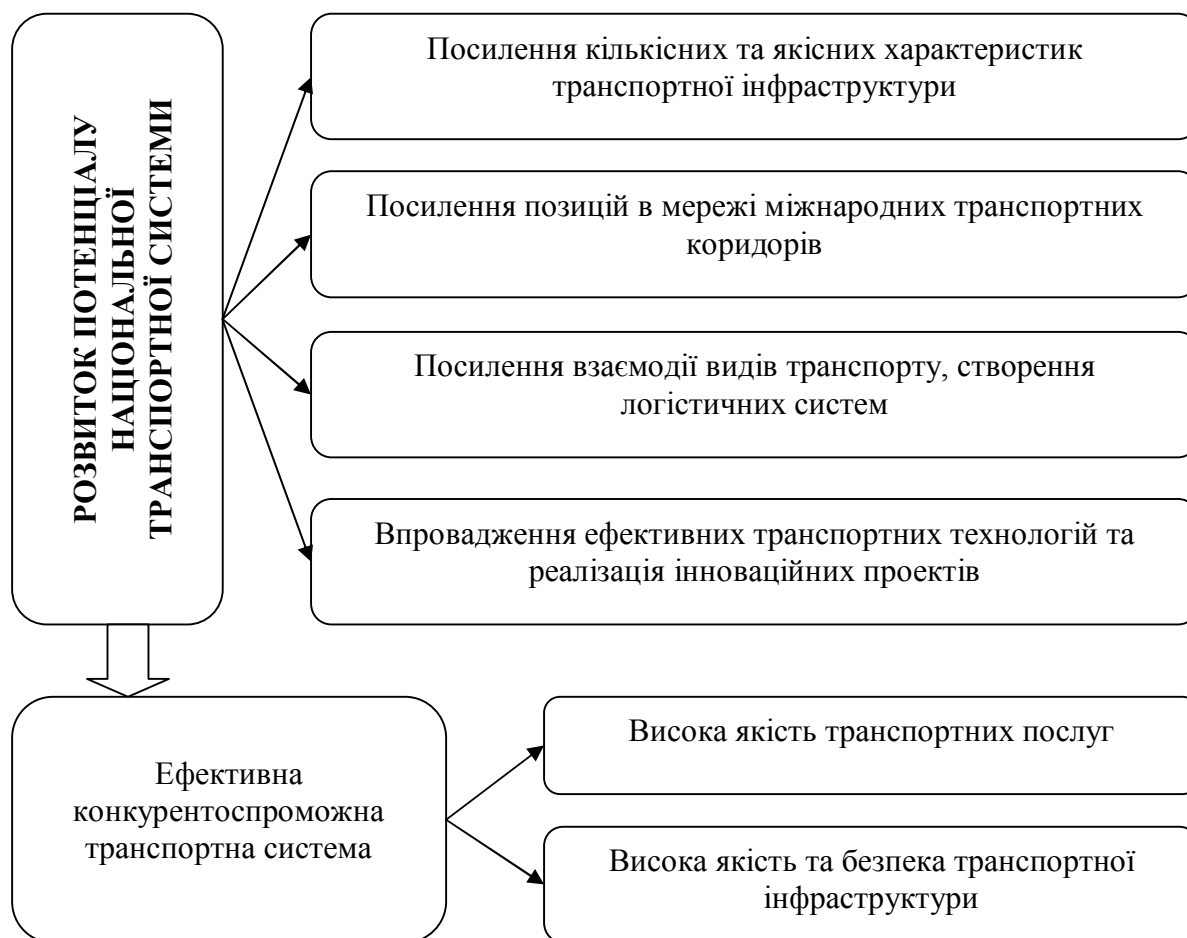 РОЗВИТОК ПОТЕНЦІАЛУ
НАЦІОНАЛЬНОЇ
ТРАНСПОРТНОЇ СИСТЕМИ
Посилення кількісних та якісних характеристик
транспортної інфраструктури
Посилення позицій в мережі міжнародних транспортних
коридорів
Посилення взаємодії видів транспорту, створення
логістичних систем
Впровадження ефективних транспортних технологій та
реалізація інноваційних проектів
Ефективна
конкурентоспроможна
транспортна система
Висока якість транспортних послуг
Висока якість та безпека транспортної
інфраструктури